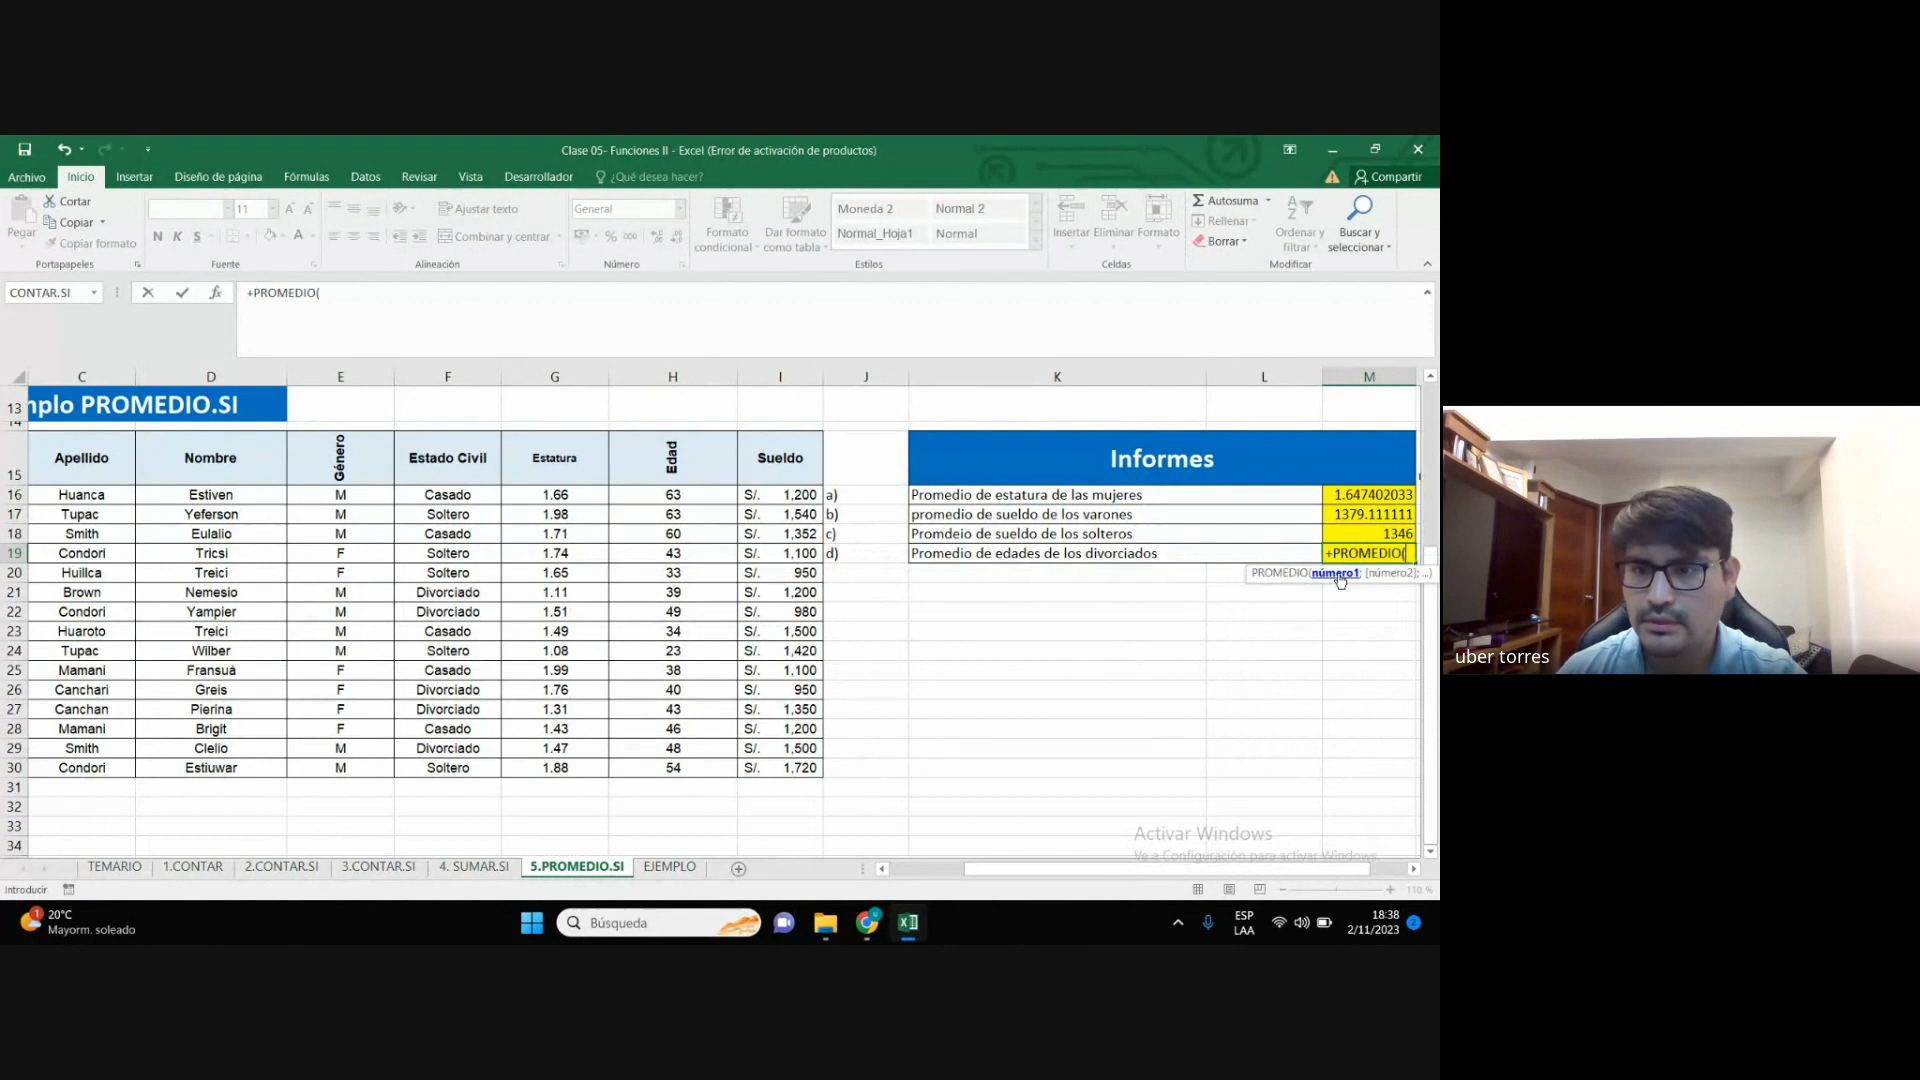 Clase 05- Funciones II - Excel (Error de activación de productos)
Archivo Inicio Insertar Diseño de página Fórmulas Datos Revisar Vista Desarrollador ¿Qué desea hacer? Compartir
Pegar
Cortar
Copiar
Copiar formato
Portapapeles
11
N K S
Fuente
Ajustar texto
Combinar y centrar
Alineación
General
% 000
Número
Formato condicional
Dar formato como tabla
Moneda 2 Normal 2
Normal_Hoja1 Normal
Estilos
Insertar Eliminar Formato
Celdas
Autosuma
Rellenar
Borrar
Ordenar y filtrar
Buscar y seleccionar
Modificar
CONTAR.SI fx +PROMEDIO(
C D E F G H I J K L M
13 mplo PROMEDIO.SI
14
15 Apellido Nombre Género Estado Civil Estatura Edad Sueldo Informes
16 Huanca Estiven M Casado 1.66 63 S/. 1,200 a) Promedio de estatura de las mujeres 1.647402033
17 Tupac Yeferson M Soltero 1.98 63 S/. 1,540 b) promedio de sueldo de los varones 1379.111111
18 Smith Eulalio M Casado 1.71 60 S/. 1,352 c) Promdeio de sueldo de los solteros 1346
19 Condori Tricsi F Soltero 1.74 43 S/. 1,100 d) Promedio de edades de los divorciados +PROMEDIO(
20 Huillca Treici F Soltero 1.65 33 S/. 950 PROMEDIO(número1; [número2]; ...)
21 Brown Nemesio M Divorciado 1.11 39 S/. 1,200
22 Condori Yampier M Divorciado 1.51 49 S/. 980
23 Huaroto Treici M Casado 1.49 34 S/. 1,500
24 Tupac Wilber M Soltero 1.08 23 S/. 1,420
25 Mamani Fransuá F Casado 1.99 38 S/. 1,100
26 Canchari Greis F Divorciado 1.76 40 S/. 950
27 Canchan Pierina F Divorciado 1.31 43 S/. 1,350
28 Mamani Brigit F Casado 1.43 46 S/. 1,200
29 Smith Clelio M Divorciado 1.47 48 S/. 1,500
30 Condori Estiuwar M Soltero 1.88 54 S/. 1,720
31
32
33
34
Activar Windows
Ve a Configuración para activar Windows.
TEMARIO 1.CONTAR 2.CONTAR.SI 3.CONTAR.SI 4. SUMAR.SI 5.PROMEDIO.SI EJEMPLO
Introducir 110 %
1 20°C
Mayorm. soleado
Búsqueda
ESP
LAA
18:38
2/11/2023
2
uber torres